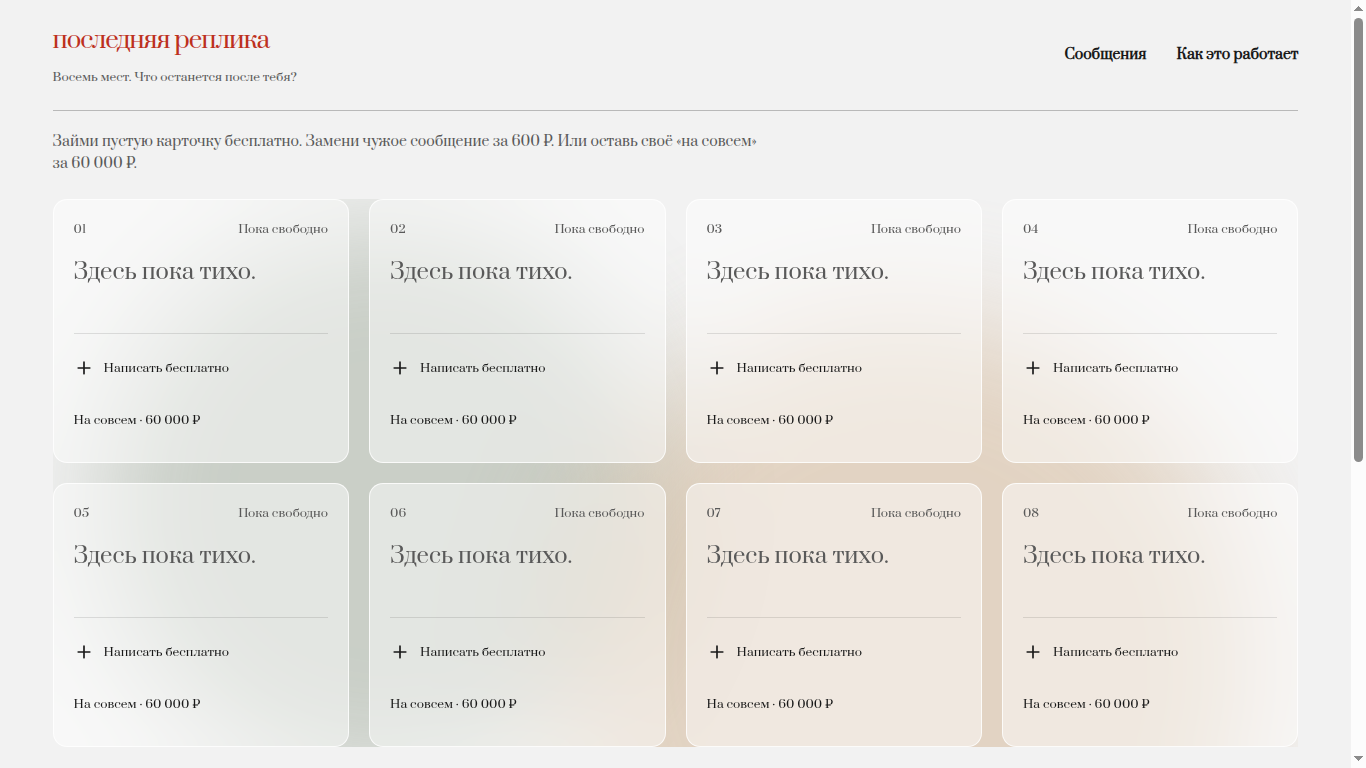 последняя реплика
Восемь мест. Что останется после тебя?
Сообщения
Как это работает
Займи пустую карточку бесплатно. Замени чужое сообщение за 600 ₽. Или оставь своё «на совсем»
за 60 000 ₽.
01 Пока свободно
Здесь пока тихо.
Написать бесплатно
На совсем · 60 000 ₽
02 Пока свободно
Здесь пока тихо.
Написать бесплатно
На совсем · 60 000 ₽
03 Пока свободно
Здесь пока тихо.
Написать бесплатно
На совсем · 60 000 ₽
04 Пока свободно
Здесь пока тихо.
Написать бесплатно
На совсем · 60 000 ₽
05 Пока свободно
Здесь пока тихо.
Написать бесплатно
На совсем · 60 000 ₽
06 Пока свободно
Здесь пока тихо.
Написать бесплатно
На совсем · 60 000 ₽
07 Пока свободно
Здесь пока тихо.
Написать бесплатно
На совсем · 60 000 ₽
08 Пока свободно
Здесь пока тихо.
Написать бесплатно
На совсем · 60 000 ₽